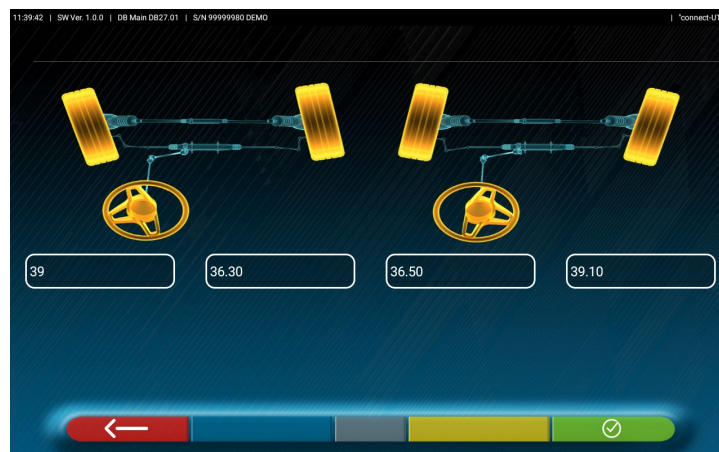 11:39:42 | SW Ver. 1.0.0 | DB Main DB27.01 | S/N 99999980 DEMO | "connect-UT
39 36.30 36.50 39.10